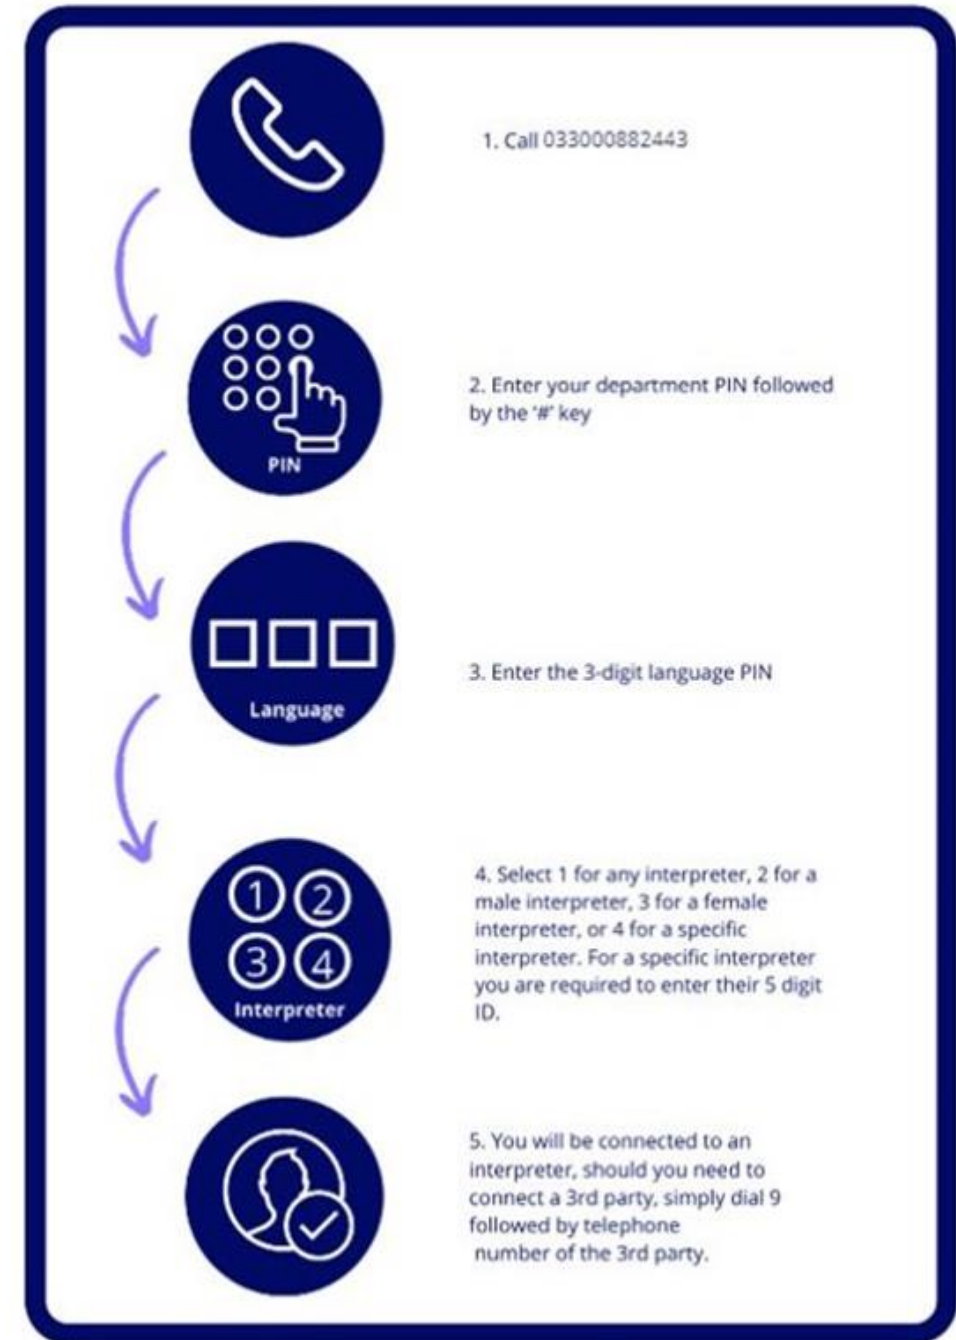 1. Call 033000882443
2. Enter your department PIN followed
by the '#' key
PIN
3. Enter the 3-digit language PIN
Language
4. Select 1 for any interpreter, 2 for a
male interpreter, 3 for a female
interpreter, or 4 for a specific
interpreter. For a specific interpreter
you are required to enter their 5 digit
ID.
1 2
3 4
Interpreter
5. You will be connected to an
interpreter, should you need to
connect a 3rd party, simply dial 9
followed by telephone
number of the 3rd party.